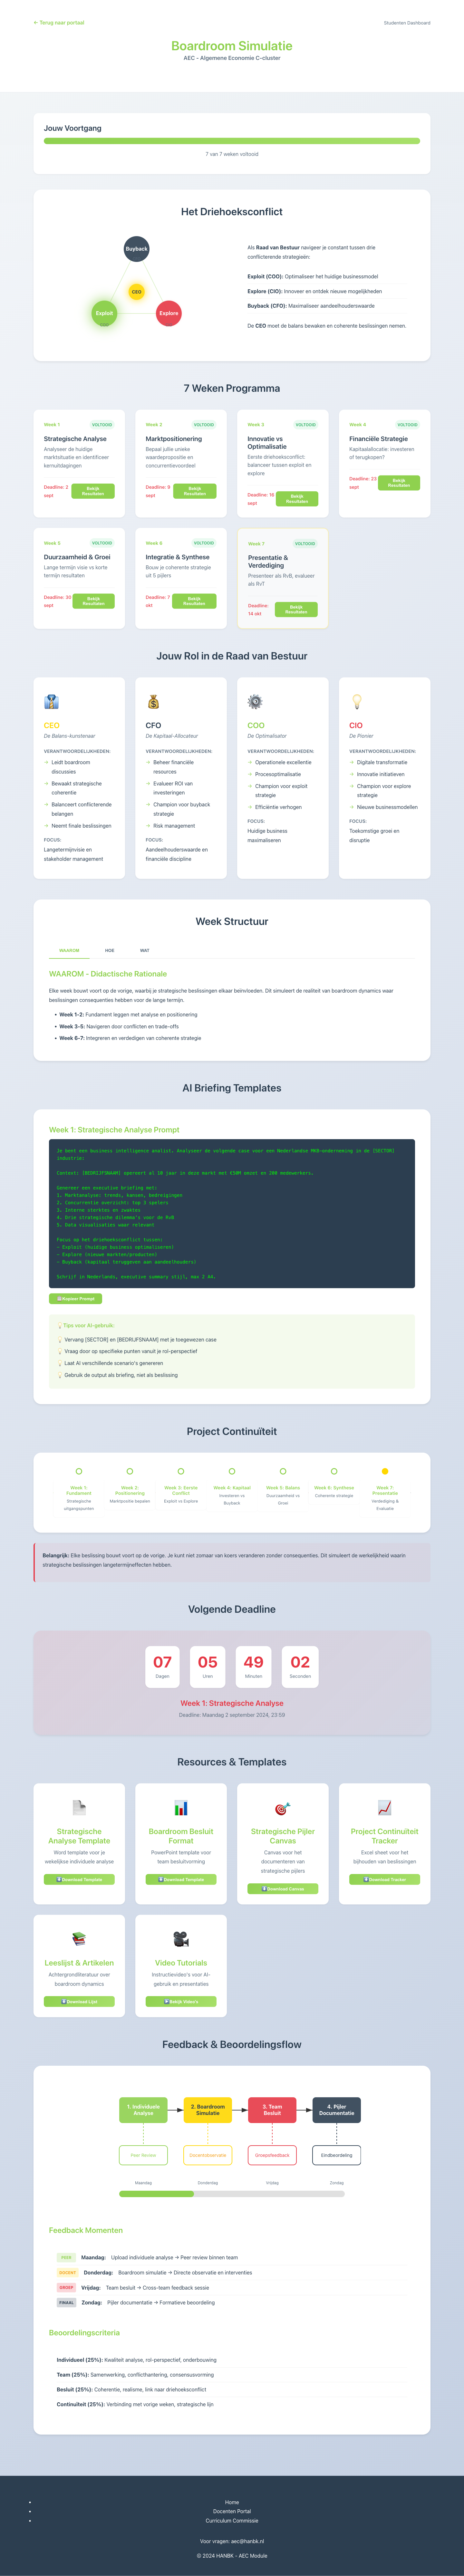 ← Terug naar portaal
Studenten Dashboard
Boardroom Simulatie
AEC - Algemene Economie C-cluster
Jouw Voortgang
7 van 7 weken voltooid
Het Driehoeksconflict
Buyback
CEO
Exploit
Explore
Als Raad van Bestuur navigeer je constant tussen drie
conflicterende strategieën:
Exploit (COO): Optimaliseer het huidige businessmodel
Explore (CIO): Innoveer en ontdek nieuwe mogelijkheden
Buyback (CFO): Maximaliseer aandeelhouderswaarde
De CEO moet de balans bewaken en coherente beslissingen nemen.
7 Weken Programma
Week 1
VOLTOOID
Strategische Analyse
Analyseer de huidige
marktsituatie en identificeer
kernuitdagingen
Deadline: 2
sept
Bekijk
Resultaten
Week 2
VOLTOOID
Marktpositionering
Bepaal jullie unieke
waardepropositie en
concurrentievoordeel
Deadline: 9
sept
Bekijk
Resultaten
Week 3
VOLTOOID
Innovatie vs
Optimalisatie
Eerste driehoeksconflict:
balanceer tussen exploit en
explore
Deadline: 16
sept
Bekijk
Resultaten
Week 4
VOLTOOID
Financiële Strategie
Kapitaalallocatie: investeren
of terugkopen?
Deadline: 23
sept
Bekijk
Resultaten
Week 5
VOLTOOID
Duurzaamheid & Groei
Lange termijn visie vs korte
termijn resultaten
Deadline: 30
sept
Bekijk
Resultaten
Week 6
VOLTOOID
Integratie & Synthese
Bouw je coherente strategie
uit 5 pijlers
Deadline: 7
okt
Bekijk
Resultaten
Week 7
VOLTOOID
Presentatie &
Verdediging
Presenteer als RvB, evalueer
als RvT
Deadline:
14 okt
Bekijk
Resultaten
Jouw Rol in de Raad van Bestuur
CEO
De Balans-kunstenaar
VERANTWOORDELIJKHEDEN:
→ Leidt boardroom
discussies
→ Bewaakt strategische
coherentie
→ Balanceert conflicterende
belangen
→ Neemt finale beslissingen
FOCUS:
Langetermijnvisie en
stakeholder management
CFO
De Kapitaal-Allocateur
VERANTWOORDELIJKHEDEN:
→ Beheer financiële
resources
→ Evalueer ROI van
investeringen
→ Champion voor buyback
strategie
→ Risk management
FOCUS:
Aandeelhouderswaarde en
financiële discipline
COO
De Optimalisator
VERANTWOORDELIJKHEDEN:
→ Operationele excellentie
→ Procesoptimalisatie
→ Champion voor exploit
strategie
→ Efficiëntie verhogen
FOCUS:
Huidige business
maximaliseren
CIO
De Pionier
VERANTWOORDELIJKHEDEN:
→ Digitale transformatie
→ Innovatie initiatieven
→ Champion voor explore
strategie
→ Nieuwe businessmodellen
FOCUS:
Toekomstige groei en
disruptie
Week Structuur
WAAROM
HOE
WAT
WAAROM - Didactische Rationale
Elke week bouwt voort op de vorige, waarbij je strategische beslissingen elkaar beïnvloeden. Dit simuleert de realiteit van boardroom dynamics waar
beslissingen consequenties hebben voor de lange termijn.
• Week 1-2: Fundament leggen met analyse en positionering
• Week 3-5: Navigeren door conflicten en trade-offs
• Week 6-7: Integreren en verdedigen van coherente strategie
AI Briefing Templates
Week 1: Strategische Analyse Prompt
Je bent een business intelligence analist. Analyseer de volgende case voor een Nederlandse MKB-onderneming in de [SECTOR]
industrie:
Context: [BEDRIJFSNAAM] opereert al 10 jaar in deze markt met €50M omzet en 200 medewerkers.
Genereer een executive briefing met:
1. Marktanalyse: trends, kansen, bedreigingen
2. Concurrentie overzicht: top 3 spelers
3. Interne sterktes en zwaktes
4. Drie strategische dilemma's voor de RvB
5. Data visualisaties waar relevant
Focus op het driehoeksconflict tussen:
- Exploit (huidige business optimaliseren)
- Explore (nieuwe markten/producten)
- Buyback (kapitaal teruggeven aan aandeelhouders)
Schrijf in Nederlands, executive summary stijl, max 2 A4.
Kopieer Prompt
Tips voor AI-gebruik:
Vervang [SECTOR] en [BEDRIJFSNAAM] met je toegewezen case
Vraag door op specifieke punten vanuit je rol-perspectief
Laat AI verschillende scenario's genereren
Gebruik de output als briefing, niet als beslissing
Project Continuïteit
Week 1:
Fundament
Strategische
uitgangspunten
Week 2:
Positionering
Marktpositie bepalen
Week 3: Eerste
Conflict
Exploit vs Explore
Week 4: Kapitaal
Investeren vs
Buyback
Week 5: Balans
Duurzaamheid vs
Groei
Week 6: Synthese
Coherente strategie
Week 7:
Presentatie
Verdediging &
Evaluatie
Belangrijk: Elke beslissing bouwt voort op de vorige. Je kunt niet zomaar van koers veranderen zonder consequenties. Dit simuleert de werkelijkheid waarin
strategische beslissingen langetermijneffecten hebben.
Volgende Deadline
07
Dagen
05
Uren
49
Minuten
02
Seconden
Week 1: Strategische Analyse
Deadline: Maandag 2 september 2024, 23:59
Resources & Templates
Strategische
Analyse Template
Word template voor je
wekelijkse individuele analyse
Download Template
Boardroom Besluit
Format
PowerPoint template voor
team besluitvorming
Download Template
Strategische Pijler
Canvas
Canvas voor het
documenteren van
strategische pijlers
Download Canvas
Project Continuïteit
Tracker
Excel sheet voor het
bijhouden van beslissingen
Download Tracker
Leeslijst & Artikelen
Achtergrondliteratuur over
boardroom dynamics
Download Lijst
Video Tutorials
Instructievideo's voor AI-
gebruik en presentaties
Bekijk Video's
Feedback & Beoordelingsflow
1. Individuele
Analyse
2. Boardroom
Simulatie
3. Team
Besluit
4. Pijler
Documentatie
Peer Review
Docentobservatie
Groepsfeedback
Eindbeoordeling
Maandag
Donderdag
Vrijdag
Zondag
Feedback Momenten
PEER Maandag: Upload individuele analyse → Peer review binnen team
DOCENT Donderdag: Boardroom simulatie → Directe observatie en interventies
GROEP Vrijdag: Team besluit → Cross-team feedback sessie
FINAAL Zondag: Pijler documentatie → Formatieve beoordeling
Beoordelingscriteria
Individueel (25%): Kwaliteit analyse, rol-perspectief, onderbouwing
Team (25%): Samenwerking, conflicthantering, consensusvorming
Besluit (25%): Coherentie, realisme, link naar driehoeksconflict
Continuïteit (25%): Verbinding met vorige weken, strategische lijn
• Home
• Docenten Portal
• Curriculum Commissie
Voor vragen: aec@hanbk.nl
© 2024 HANBK - AEC Module